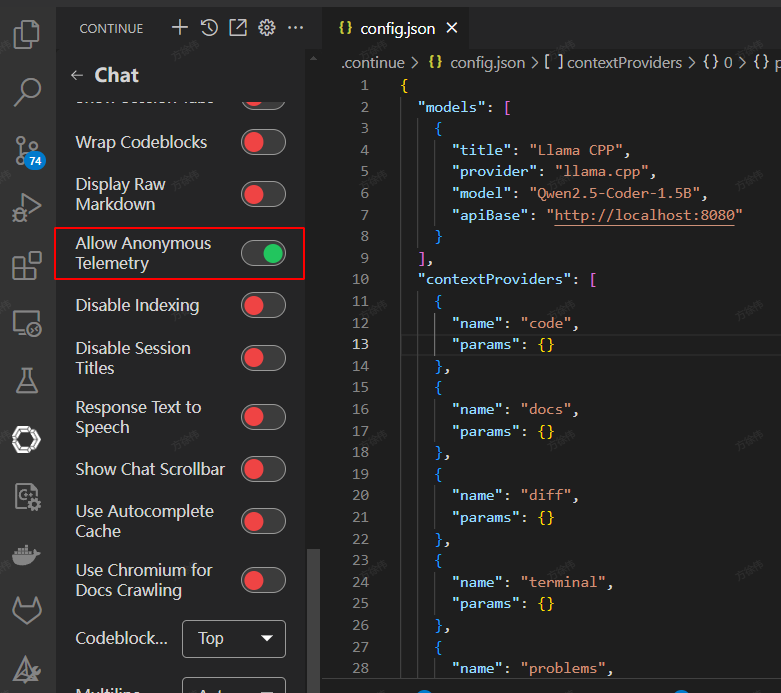 CONTINUE
Chat
Show Session Tabs
Wrap Codeblocks
Display Raw
Markdown
Allow Anonymous
Telemetry
Disable Indexing
Disable Session
Titles
Response Text to
Speech
Show Chat Scrollbar
Use Autocomplete
Cache
Use Chromium for
Docs Crawling
Codeblock... Top
Multiline Auto
74
{} config.json ×
.continue > {} config.json > [ ] contextProviders > {} 0 > {} p
1 {
2 "models": [
3 {
4 "title": "Llama CPP",
5 "provider": "llama.cpp",
6 "model": "Qwen2.5-Coder-1.5B",
7 "apiBase": "http://localhost:8080"
8 }
9 ],
10 "contextProviders": [
11 {
12 "name": "code",
13 "params": {}
14 },
15 {
16 "name": "docs",
17 "params": {}
18 },
19 {
20 "name": "diff",
21 "params": {}
22 },
23 {
24 "name": "terminal",
25 "params": {}
26 },
27 {
28 "name": "problems",